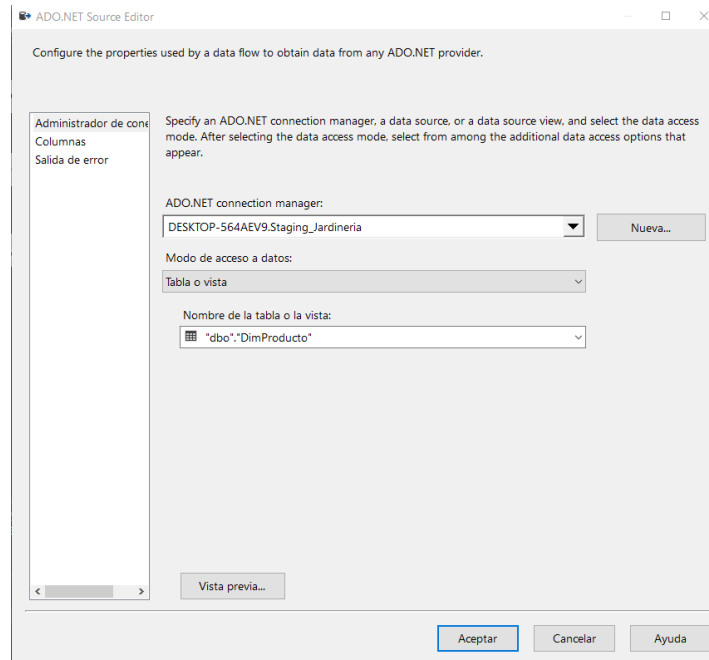 ADO.NET Source Editor
Configure the properties used by a data flow to obtain data from any ADO.NET provider.
Administrador de cone
Columnas
Salida de error
Specify an ADO.NET connection manager, a data source, or a data source view, and select the data access
mode. After selecting the data access mode, select from among the additional data access options that
appear.
ADO.NET connection manager:
DESKTOP-564AEV9.Staging_Jardineria
Nueva...
Modo de acceso a datos:
Tabla o vista
Nombre de la tabla o la vista:
"dbo"."DimProducto"
Vista previa...
Aceptar
Cancelar
Ayuda